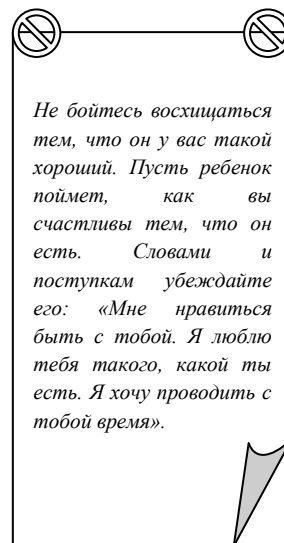 Не бойтесь восхищаться
тем, что он у вас такой
хороший. Пусть ребенок
поймет, как вы
счастливы тем, что он
есть. Словами и
поступкам убеждайте
его: «Мне нравиться
быть с тобой. Я люблю
тебя такого, какой ты
есть. Я хочу проводить с
тобой время».